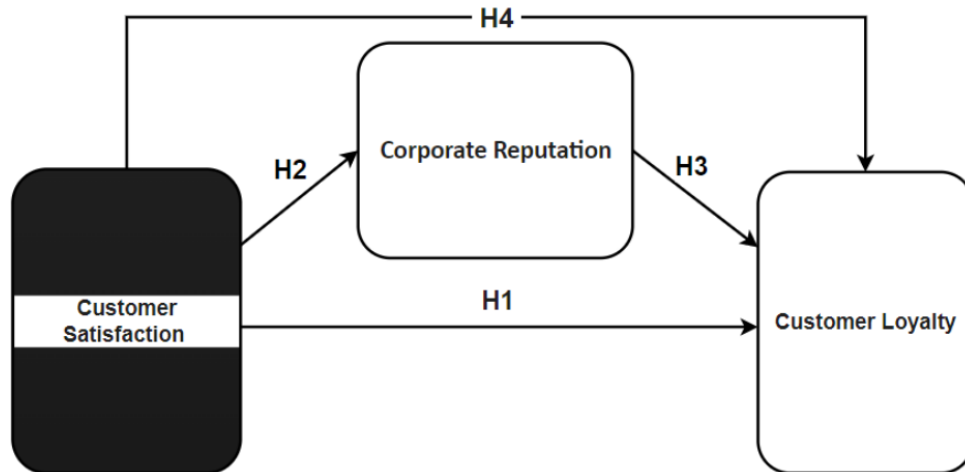 H4
Corporate Reputation
H2
H3
Customer
Satisfaction
H1
Customer Loyalty